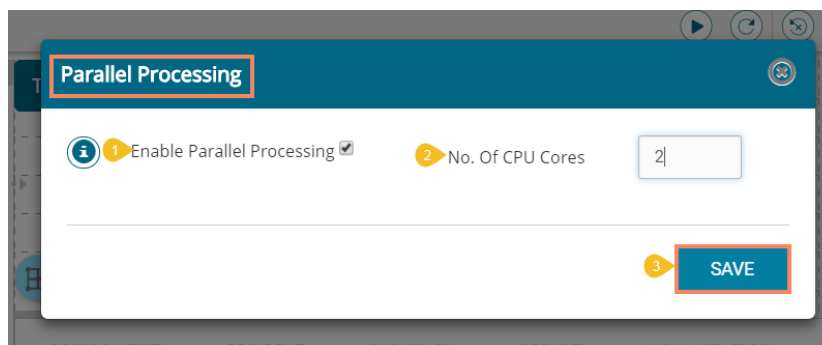 T
Parallel Processing
1 Enable Parallel Processing
2 No. Of CPU Cores
2
3
SAVE